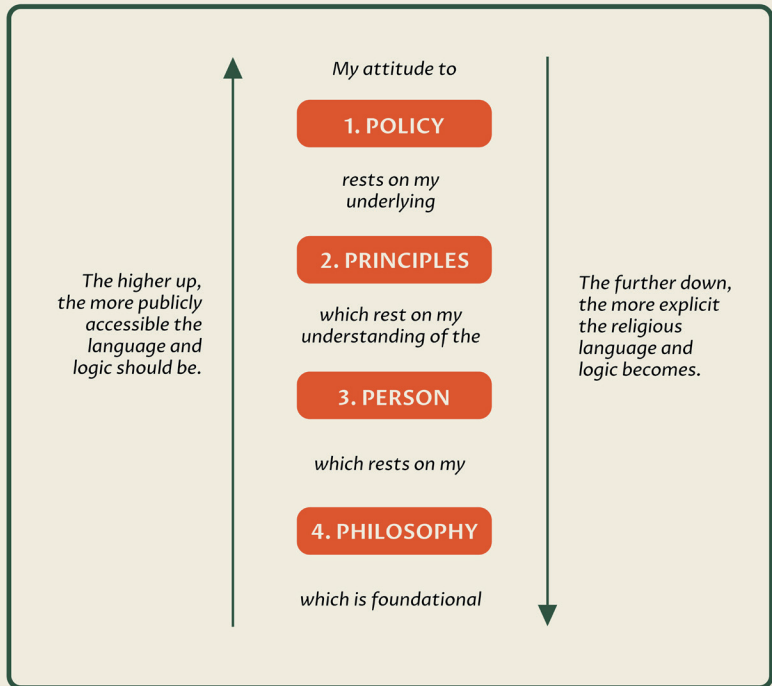 My attitude to
1. POLICY
rests on my
underlying
2. PRINCIPLES
which rest on my
understanding of the
3. PERSON
which rests on my
4. PHILOSOPHY
which is foundational
The higher up,
the more publicly
accessible the
language and
logic should be.
The further down,
the more explicit
the religious
language and
logic becomes.